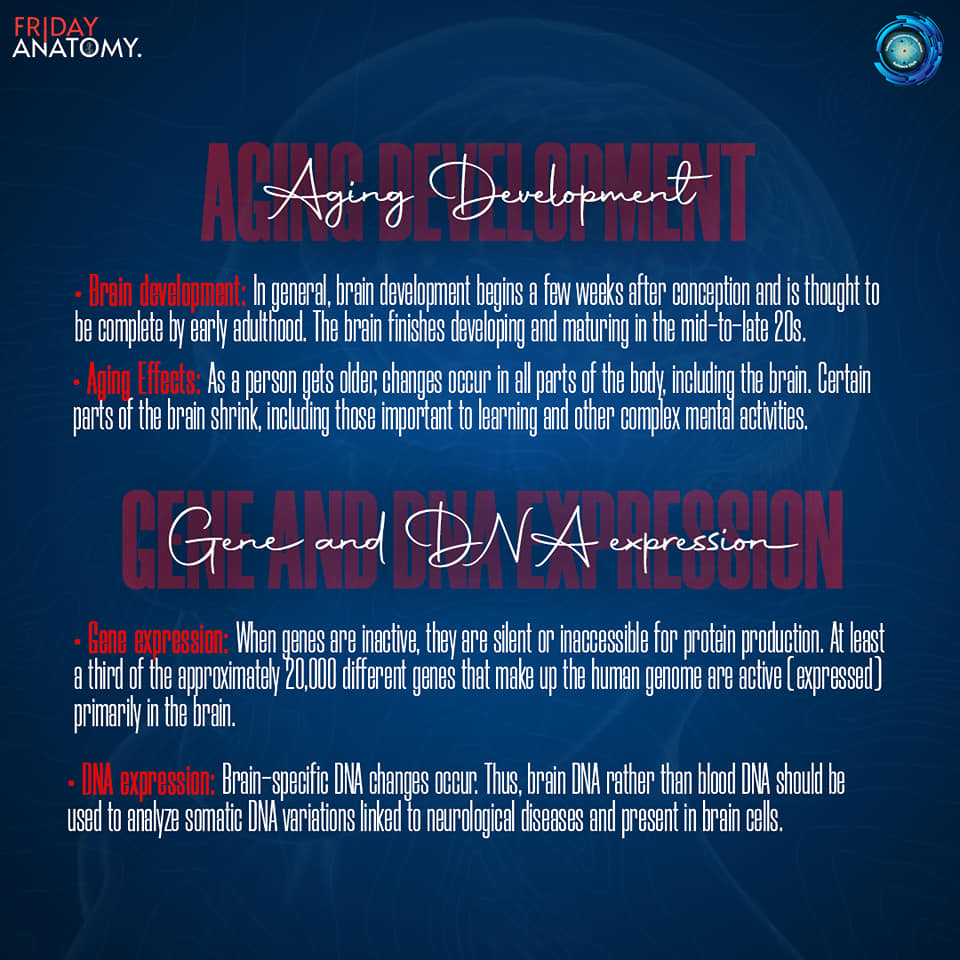 FRIDAY
ANATOMY.
AGING DEVELOPMENT
Aging Development
• Brain development: In general, brain development begins a few weeks after conception and is thought to
be complete by early adulthood. The brain finishes developing and maturing in the mid-to-late 20s.
• Aging Effects: As a person gets older, changes occur in all parts of the body, including the brain. Certain
parts of the brain shrink, including those important to learning and other complex mental activities.
GENE AND DNA EXPRESSION
Gene and DNA expression
• Gene expression: When genes are inactive, they are silent or inaccessible for protein production. At least
a third of the approximately 20,000 different genes that make up the human genome are active (expressed)
primarily in the brain.
• DNA expression: Brain-specific DNA changes occur. Thus, brain DNA rather than blood DNA should be
used to analyze somatic DNA variations linked to neurological diseases and present in brain cells.